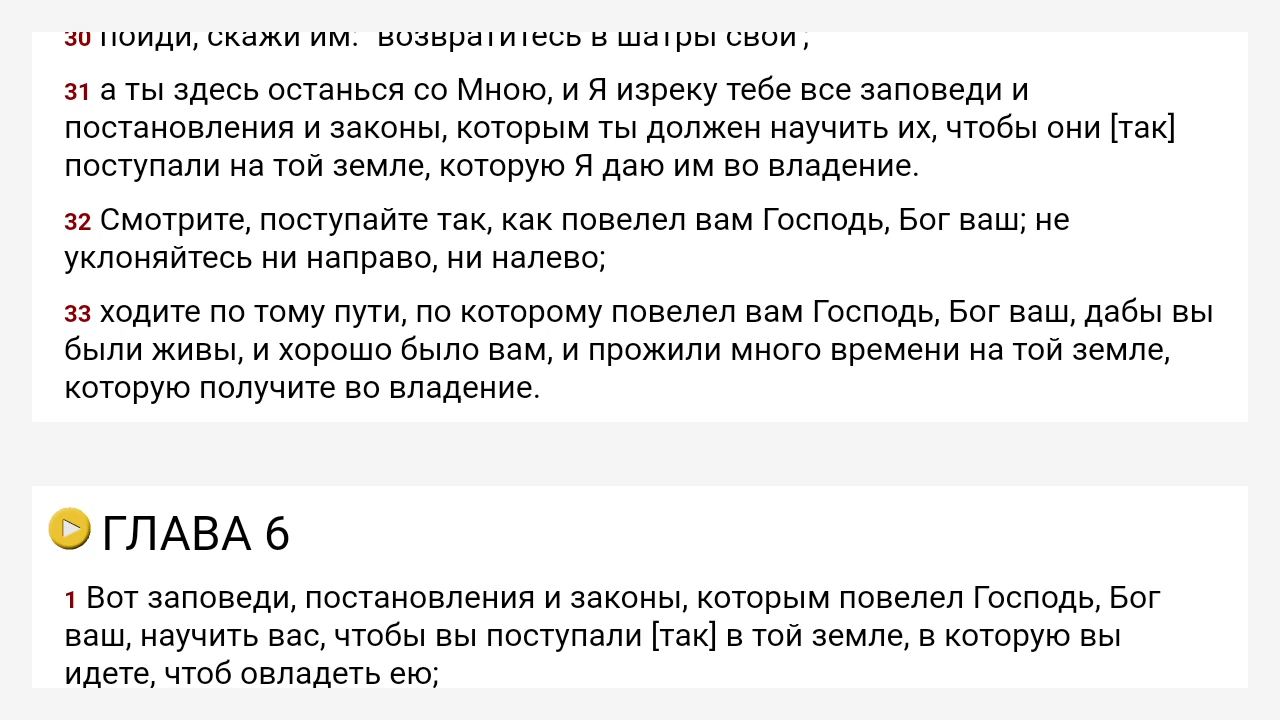 30 пойди, скажи им: "возвратитесь в шатры свои";
31 а ты здесь останься со Мною, и Я изреку тебе все заповеди и
постановления и законы, которым ты должен научить их, чтобы они [так]
поступали на той земле, которую Я даю им во владение.
32 Смотрите, поступайте так, как повелел вам Господь, Бог ваш; не
уклоняйтесь ни направо, ни налево;
33 ходите по тому пути, по которому повелел вам Господь, Бог ваш, дабы вы
были живы, и хорошо было вам, и прожили много времени на той земле,
которую получите во владение.
ГЛАВА 6
1 Вот заповеди, постановления и законы, которым повелел Господь, Бог
ваш, научить вас, чтобы вы поступали [так] в той земле, в которую вы
идете, чтоб овладеть ею;